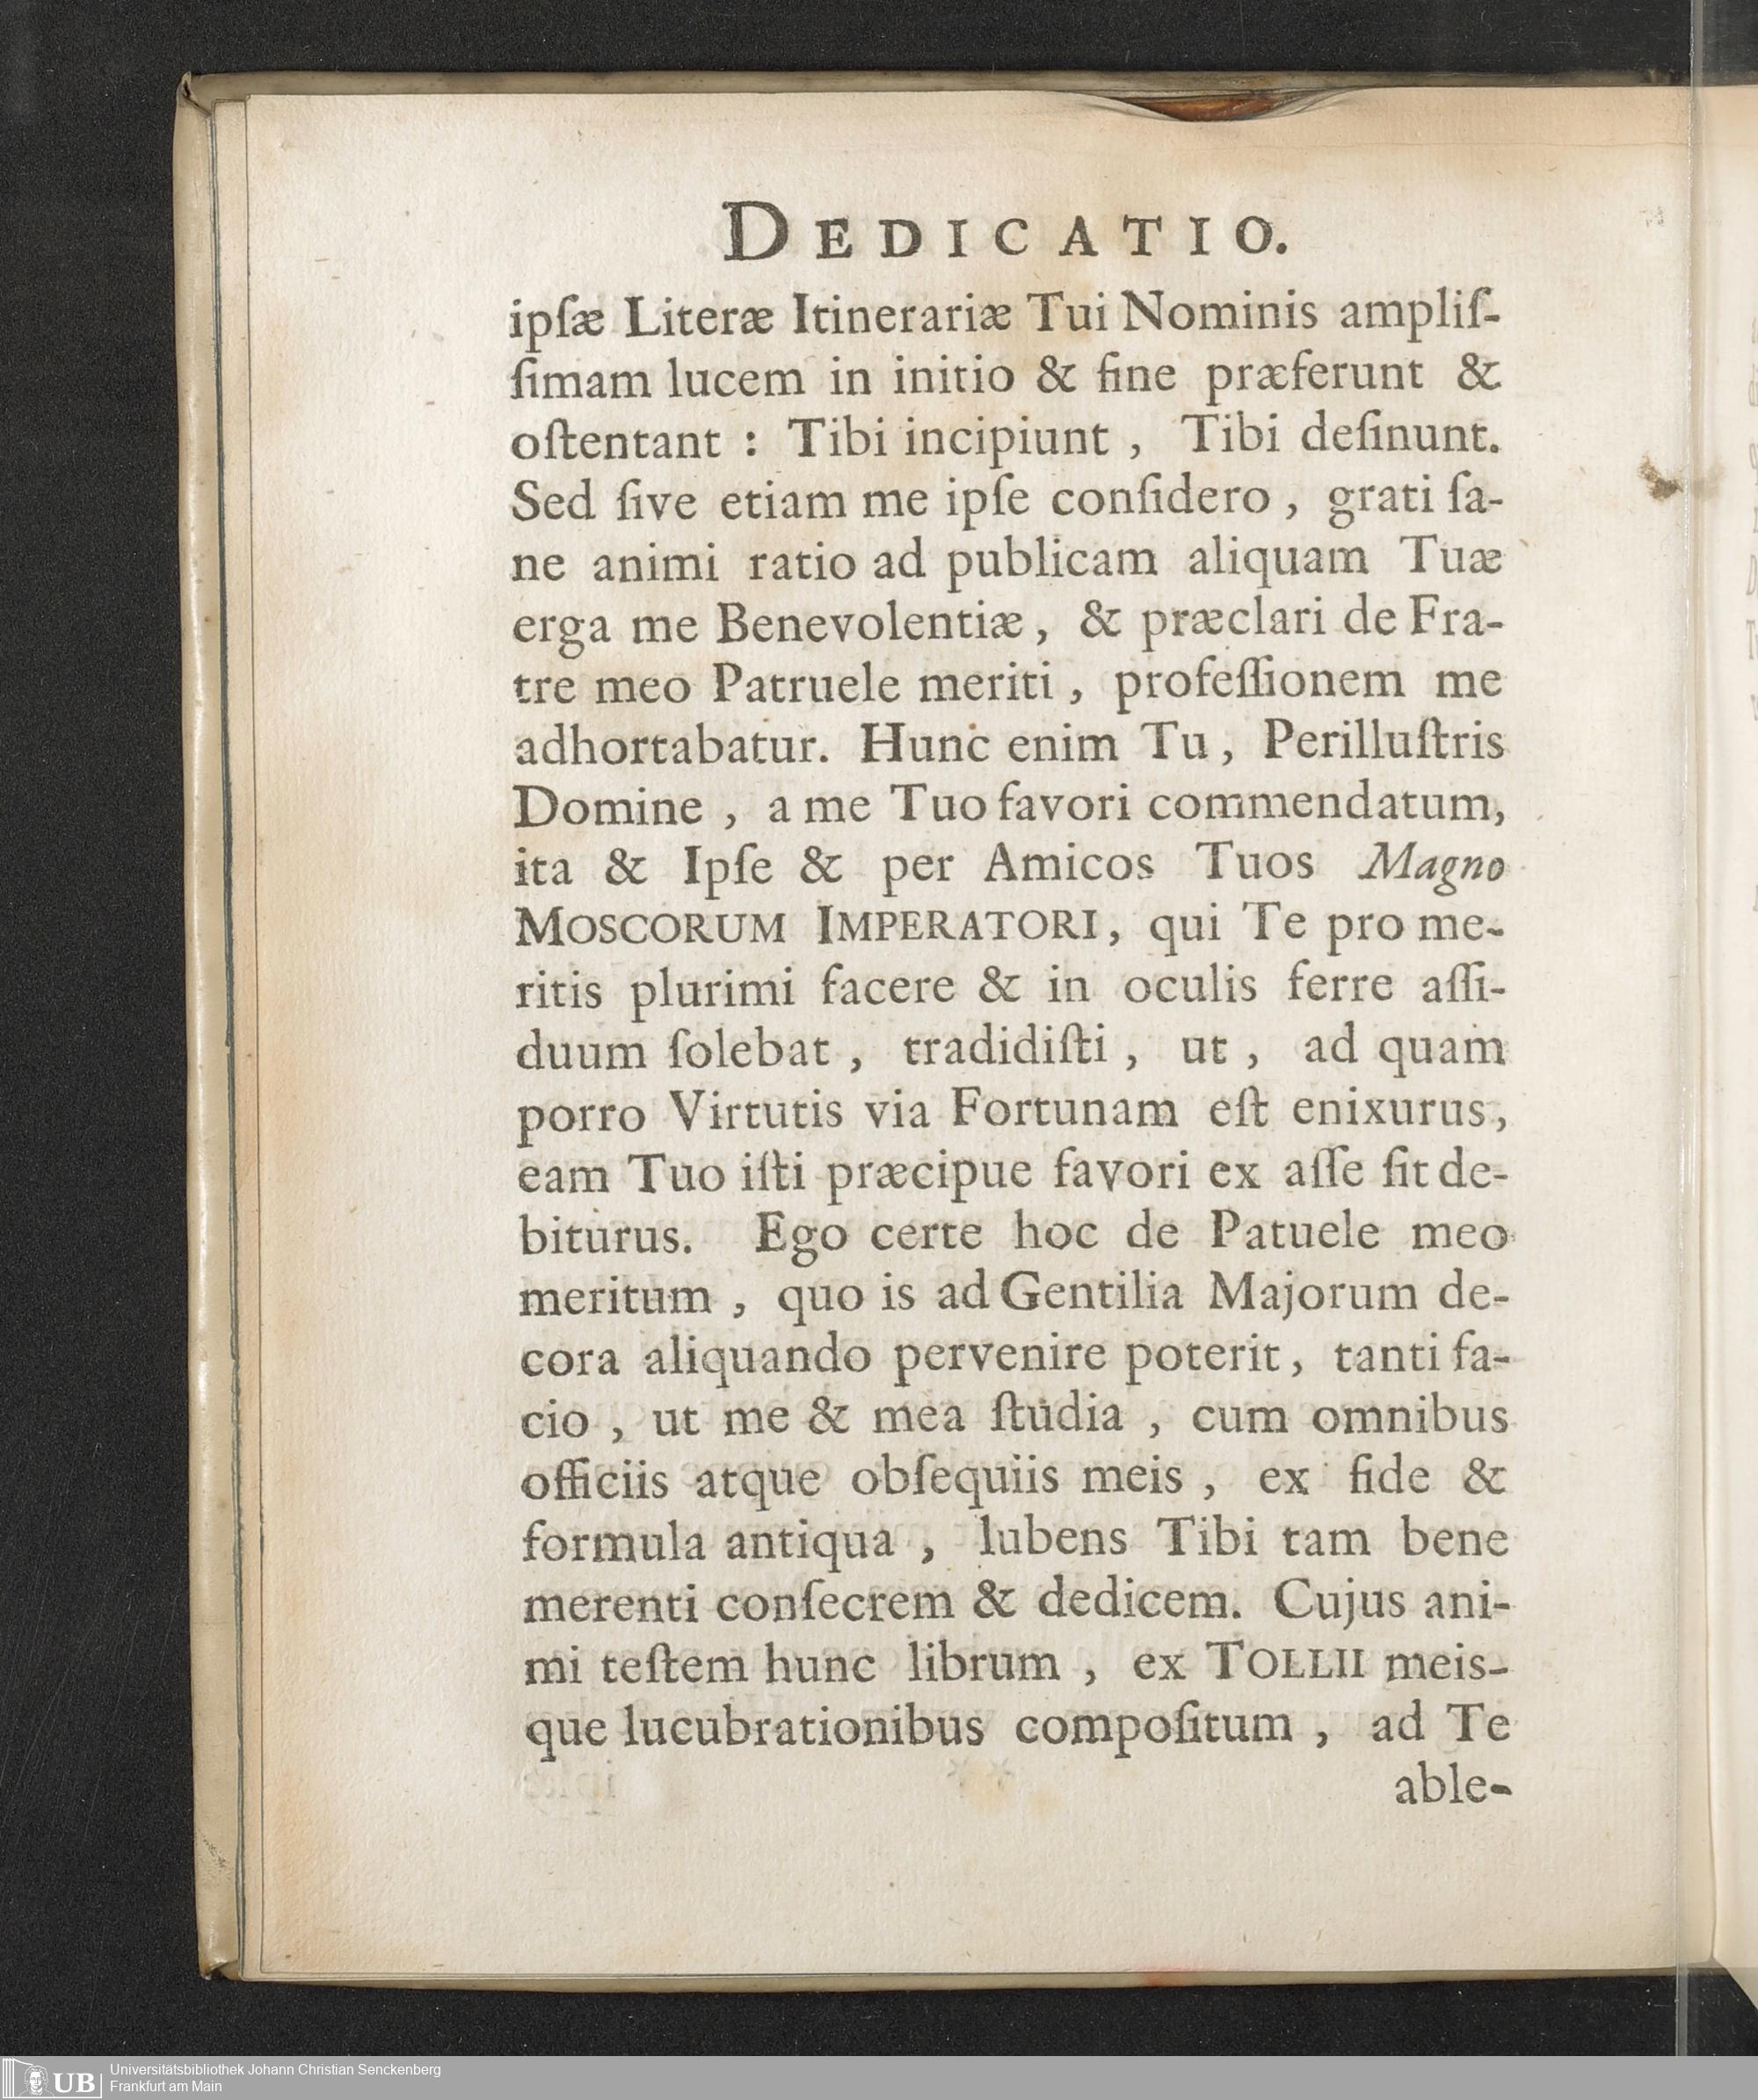 DEDICATIO.
ipſæ Literæ Itinerariæ Tui Nominis ampliſ-
ſimam lucem in initio & fine præferunt &
oſtentant : Tibi incipiunt , Tibi deſinunt.
Sed ſive etiam me ipſe conſidero , grati ſa-
ne animi ratio ad publicam aliquam Tuæ
erga me Benevolentiæ, & præclari de Fra-
tre meo Patruele meriti , profeſſionem me
adhortabatur. Hunc enim Tu, Perilluſtris
Domine , a me Tuo favori commendatum,
ita & Ipſe & per Amicos Tuos Magno
MOSCORUM IMPERATORI, qui Te pro me-
ritis plurimi facere & in oculis ferre aſſi-
duum ſolebat , tradidiſti , ut , ad quam
porro Virtutis via Fortunam eſt enixurus,
eam Tuo iſti præcipue favori ex aſſe ſit de-
biturus. Ego certe hoc de Patuele meo
meritum , quo is ad Gentilia Majorum de-
cora aliquando pervenire poterit, tanti fa-
cio , ut me & mea ſtudia , cum omnibus
officiis atque obſequiis meis , ex fide &
formula antiqua , lubens Tibi tam bene
merenti conſecrem & dedicem. Cujus ani-
mi teſtem hunc librum , ex TOLLII meis-
que lucubrationibus compoſitum , ad Te
able-
UB Universitätsbibliothek Johann Christian Senckenberg
Frankfurt am Main